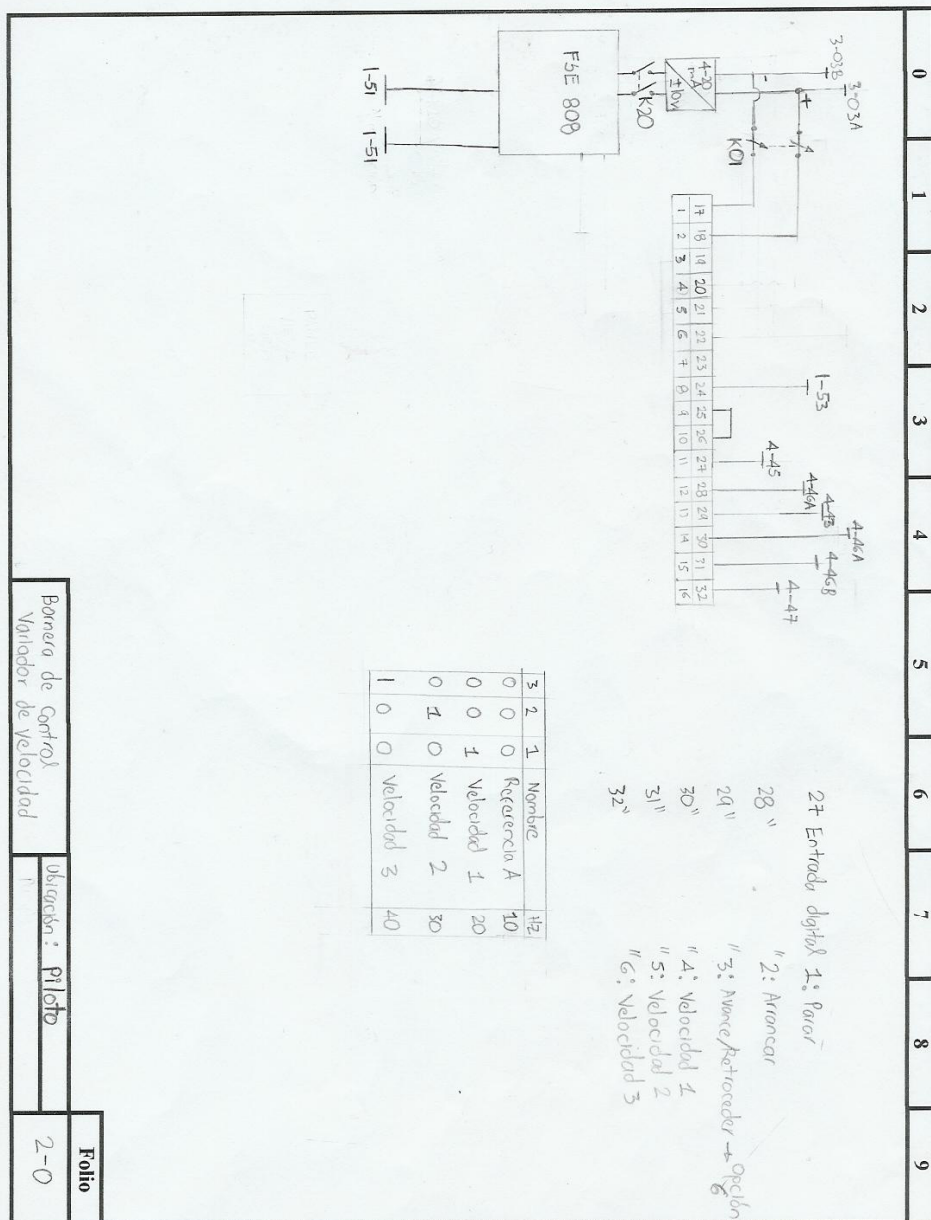 0 1 2 3 4 5 6 7 8 9
3-03B
3-03A
- +
4-20
mA
±10v
K01
K20
F5E 808
1-51
1-51
17 18 19 20 21 22 23 24 25 26 27 28 29 30 31 32
1 2 3 4 5 6 7 8 9 10 11 12 13 14 15 16
1-53
4-45
4-46A
4-43
4-46A
4-46B
4-47
27 Entrada digital 1: Parar
28 " " 2: Arrancar
29 " " 3: Avance/Retroceder → Opción 6
30 " " 4: Velocidad 1
31 " " 5: Velocidad 2
32 " " 6: Velocidad 3
3 2 1 Nombre Hz
0 0 0 Referencia A 10
0 0 1 Velocidad 1 20
0 1 0 Velocidad 2 30
1 0 0 Velocidad 3 40
Bornera de Control
Variador de velocidad
Ubicación: Piloto
Folio
2-0